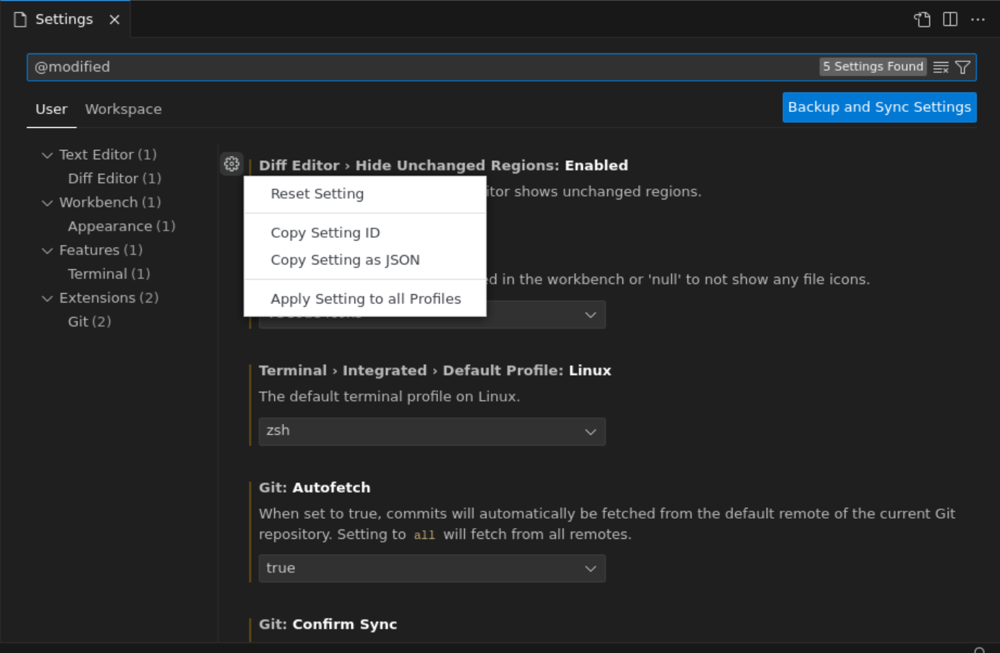 Settings
@modified
5 Settings Found
User Workspace
Backup and Sync Settings
Text Editor (1)
Diff Editor (1)
Workbench (1)
Appearance (1)
Features (1)
Terminal (1)
Extensions (2)
Git (2)
Diff Editor › Hide Unchanged Regions: Enabled
itor shows unchanged regions.
Reset Setting
Copy Setting ID
Copy Setting as JSON
Apply Setting to all Profiles
ed in the workbench or 'null' to not show any file icons.
Terminal › Integrated › Default Profile: Linux
The default terminal profile on Linux.
zsh
Git: Autofetch
When set to true, commits will automatically be fetched from the default remote of the current Git
repository. Setting to all will fetch from all remotes.
true
Git: Confirm Sync